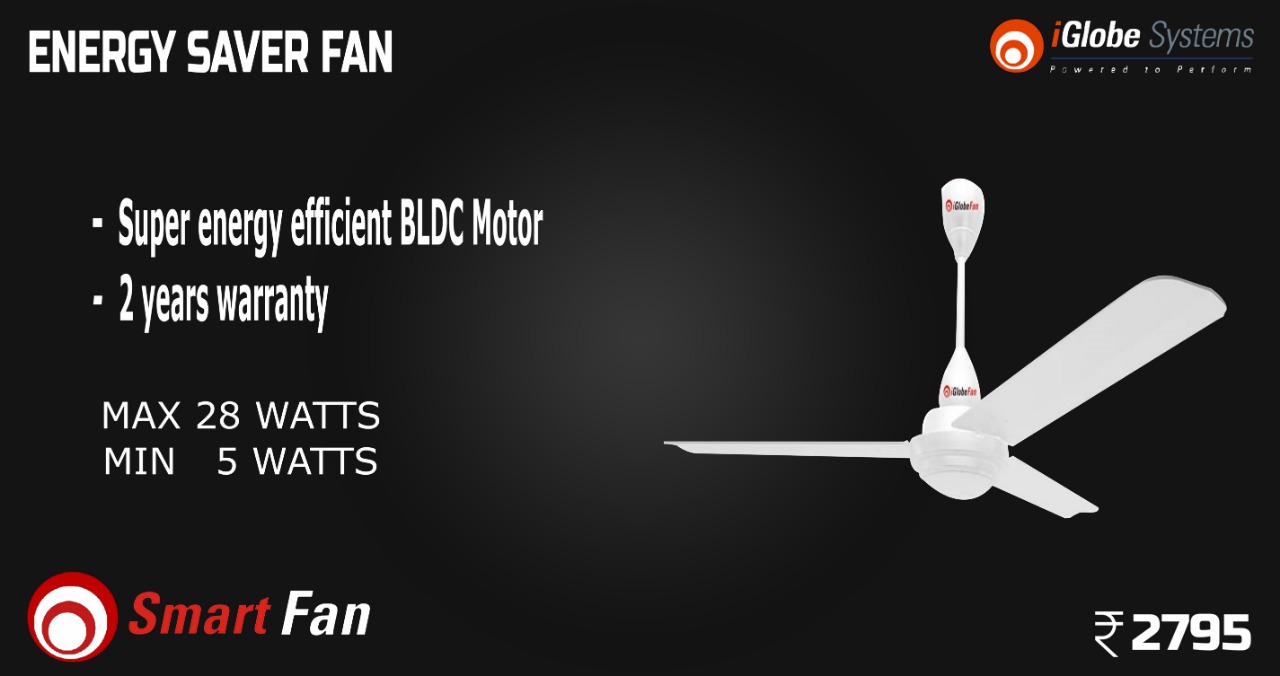 ENERGY SAVER FAN
iGlobe Systems
Powered to Perform
- Super energy efficient BLDC Motor
- 2 years warranty
iGlobeFan
iGlobeFan
MAX 28 WATTS
MIN 5 WATTS
Smart Fan
₹ 2795